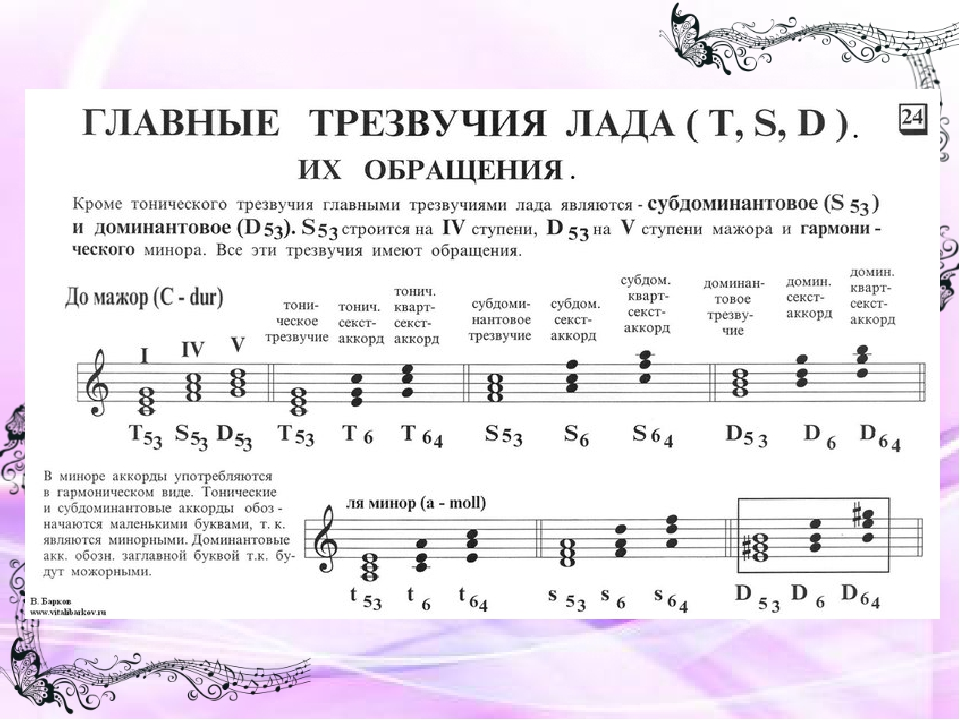 ГЛАВНЫЕ ТРЕЗВУЧИЯ ЛАДА ( T, S, D ).
24
ИХ ОБРАЩЕНИЯ .
Кроме тонического трезвучия главными трезвучиями лада являются - субдоминантовое (S 53)
и доминантовое (D 53). S 53 строится на IV ступени, D 53 на V ступени мажора и гармони -
ческого минора. Все эти трезвучия имеют обращения.
До мажор (C - dur)
тони-
ческое
трезвучие
тонич.
секст-
аккорд
тонич.
кварт-
секст-
аккорд
субдоми-
нантовое
трезвучие
субдом.
секст-
аккорд
субдом.
кварт-
секст-
аккорд
доминан-
товое
трезву-
чие
домин.
секст-
аккорд
домин.
кварт-
секст-
аккорд
I IV V
T53 S53 D53 T53 T 6 T 64 S53 S6 S64 D53 D6 D64
В миноре аккорды употребляются
в гармоническом виде. Тонические
и субдоминантовые аккорды обоз -
начаются маленькими буквами, т. к.
являются минорными. Доминантовые
акк. обозн. заглавной буквой т.к. бу-
дут можорными.
ля минор (a - moll)
t 53 t 6 t 64 s 53 s 6 s 64 D 53 D 6 D64
В. Барков
www.vitalibarkov.ru